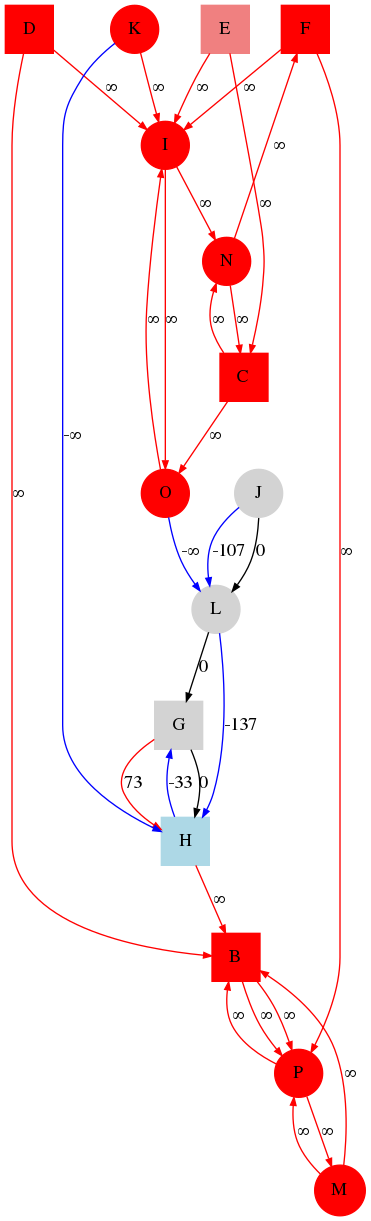 D K E F
∞ ∞ ∞ ∞
I
∞
∞ ∞
N
∞ ∞ ∞ ∞
C
-∞ ∞
∞ ∞
O J
-∞ -107 0
L
0
G -137
73 -33 0
H
∞
B
∞ ∞ ∞
P
∞
∞ ∞
M